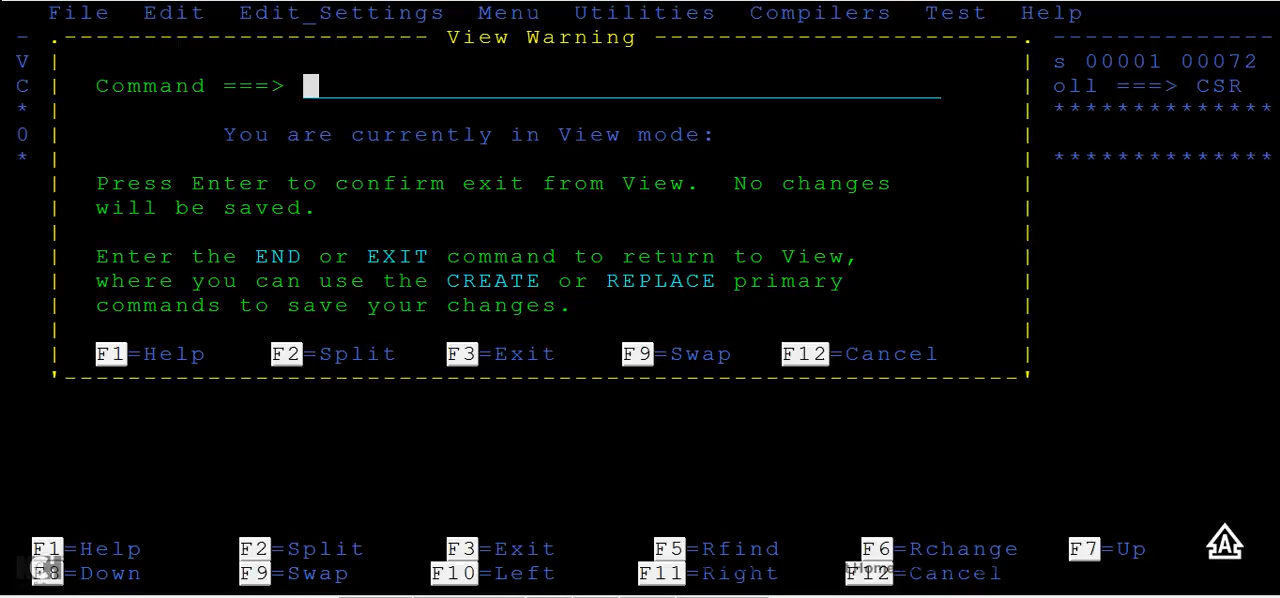 File  Edit  Edit_Settings  Menu  Utilities  Compilers  Test  Help
- .----------------------- View Warning -----------------------. --------------
V | | s 00001 00072
C | Command ===> | oll ===> CSR
* | | **************
0 | You are currently in View mode: |
* | | **************
| Press Enter to confirm exit from View.  No changes |
| will be saved. |
| |
| Enter the END or EXIT command to return to View, |
| where you can use the CREATE or REPLACE primary |
| commands to save your changes. |
| |
| F1=Help  F2=Split  F3=Exit  F9=Swap  F12=Cancel |
'------------------------------------------------------------'
F1=Help  F2=Split  F3=Exit  F5=Rfind  F6=Rchange  F7=Up
F8=Down  F9=Swap  F10=Left  F11=Right  F12=Cancel
Home
A